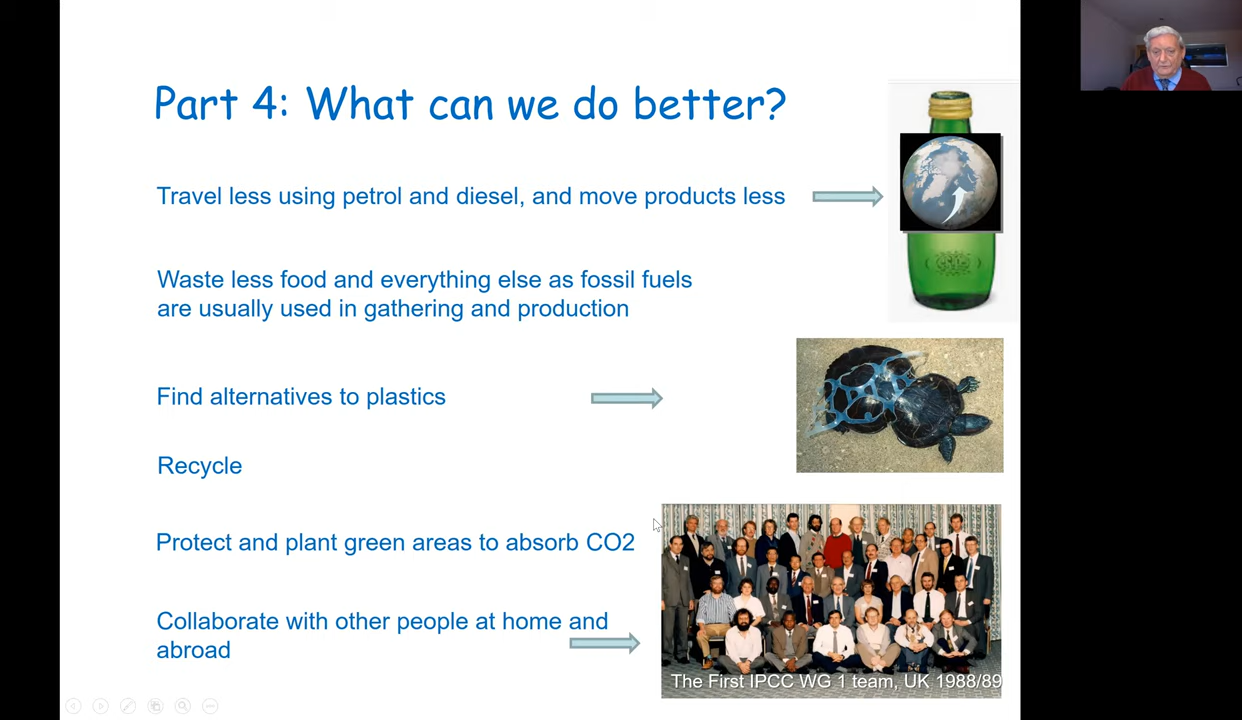 Part 4: What can we do better?
Travel less using petrol and diesel, and move products less
Waste less food and everything else as fossil fuels
are usually used in gathering and production
Find alternatives to plastics
Recycle
Protect and plant green areas to absorb CO2
Collaborate with other people at home and
abroad
The First IPCC WG 1 team, UK 1988/89